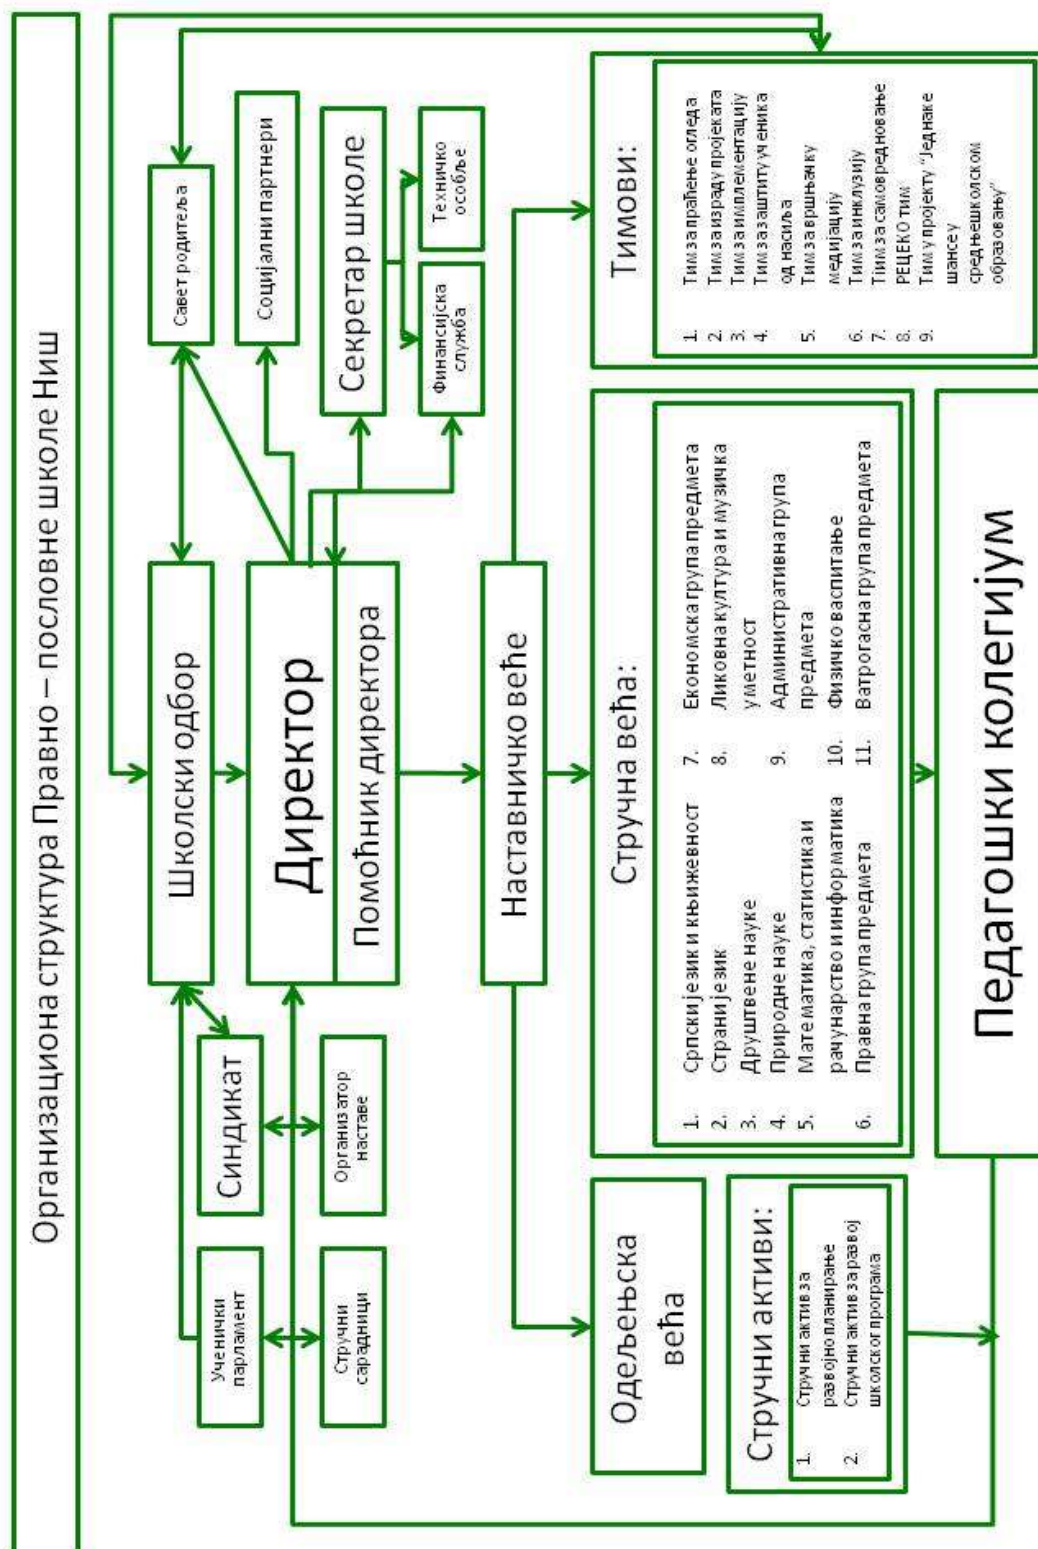 Организациона структура Правно – пословне школе Ниш
Ученички
парламент
Синдикат
Школски одбор
Савет родитеља
Стручни
сарадници
Организатор
наставе
Директор
Помоћник директора
Социјални партнери
Секретар школе
Финансијска
служба
Техничко
особље
Наставничко веће
Одељењска
већа
Стручни активи:
1. Стручни актив за
развојно планирање
2. Стручни актив за развој
школског програма
Стручна већа:
1. Српски језик и књижевност
2. Страни језик
3. Друштвене науке
4. Природне науке
5. Математика, статистика и
рачунарство и информатика
6. Правна група предмета
7. Економска група предмета
8. Ликовна култура и музичка
уметност
9. Административна група
предмета
10. Физичко васпитање
11. Ватрогасна група предмета
Тимови:
1. Тим за праћење огледа
2. Тим за израду пројеката
3. Тим за имплементацију
4. Тим за заштиту ученика
од насиља
5. Тим за вршњачку
медијацију
6. Тим за инклузију
7. Тим за самовредновање
8. РЕЦЕКО тим
9. Тим у пројекту “Једнаке
шансе у
средњешколском
образовању”
Педагошки колегијум